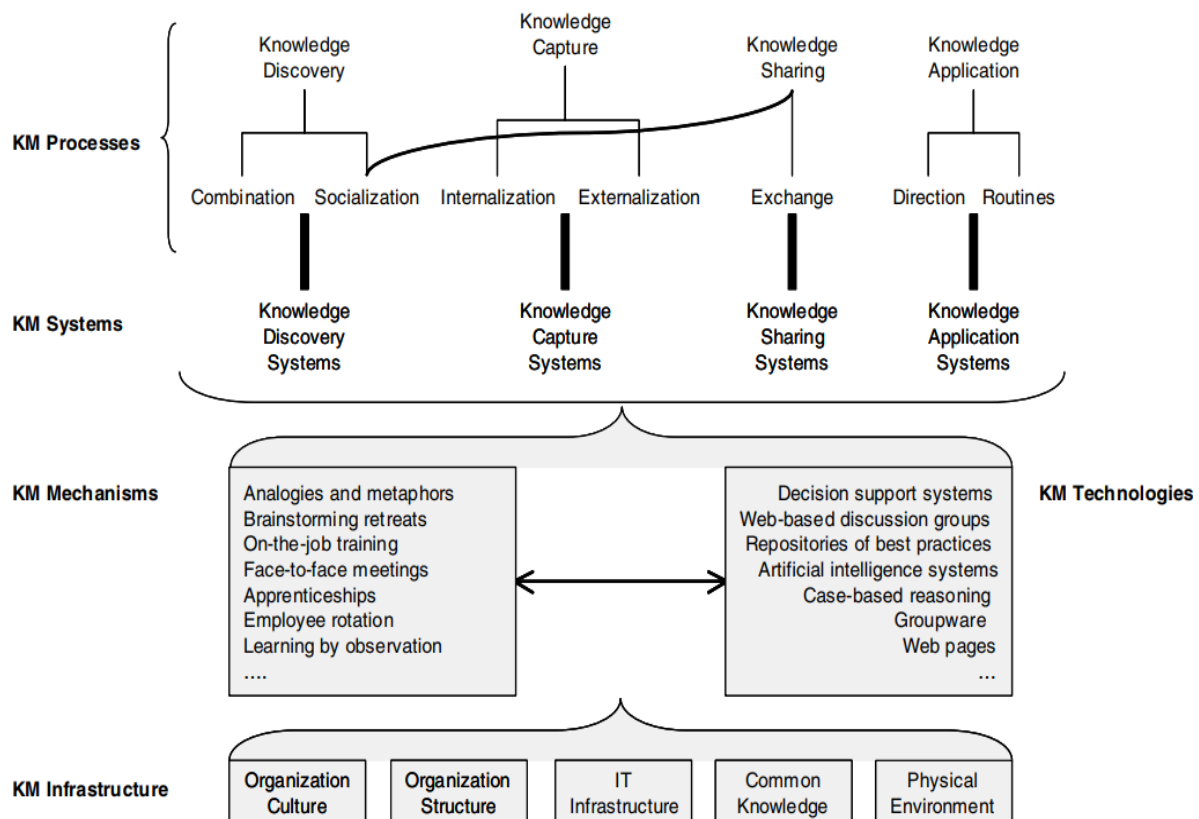 Knowledge
Discovery
Knowledge
Capture
Knowledge
Sharing
Knowledge
Application
KM Processes
Combination
Socialization
Internalization
Externalization
Exchange
Direction
Routines
KM Systems
Knowledge
Discovery
Systems
Knowledge
Capture
Systems
Knowledge
Sharing
Systems
Knowledge
Application
Systems
KM Mechanisms
Analogies and metaphors
Brainstorming retreats
On-the-job training
Face-to-face meetings
Apprenticeships
Employee rotation
Learning by observation
....
Decision support systems
Web-based discussion groups
Repositories of best practices
Artificial intelligence systems
Case-based reasoning
Groupware
Web pages
...
KM Technologies
KM Infrastructure
Organization
Culture
Organization
Structure
IT
Infrastructure
Common
Knowledge
Physical
Environment